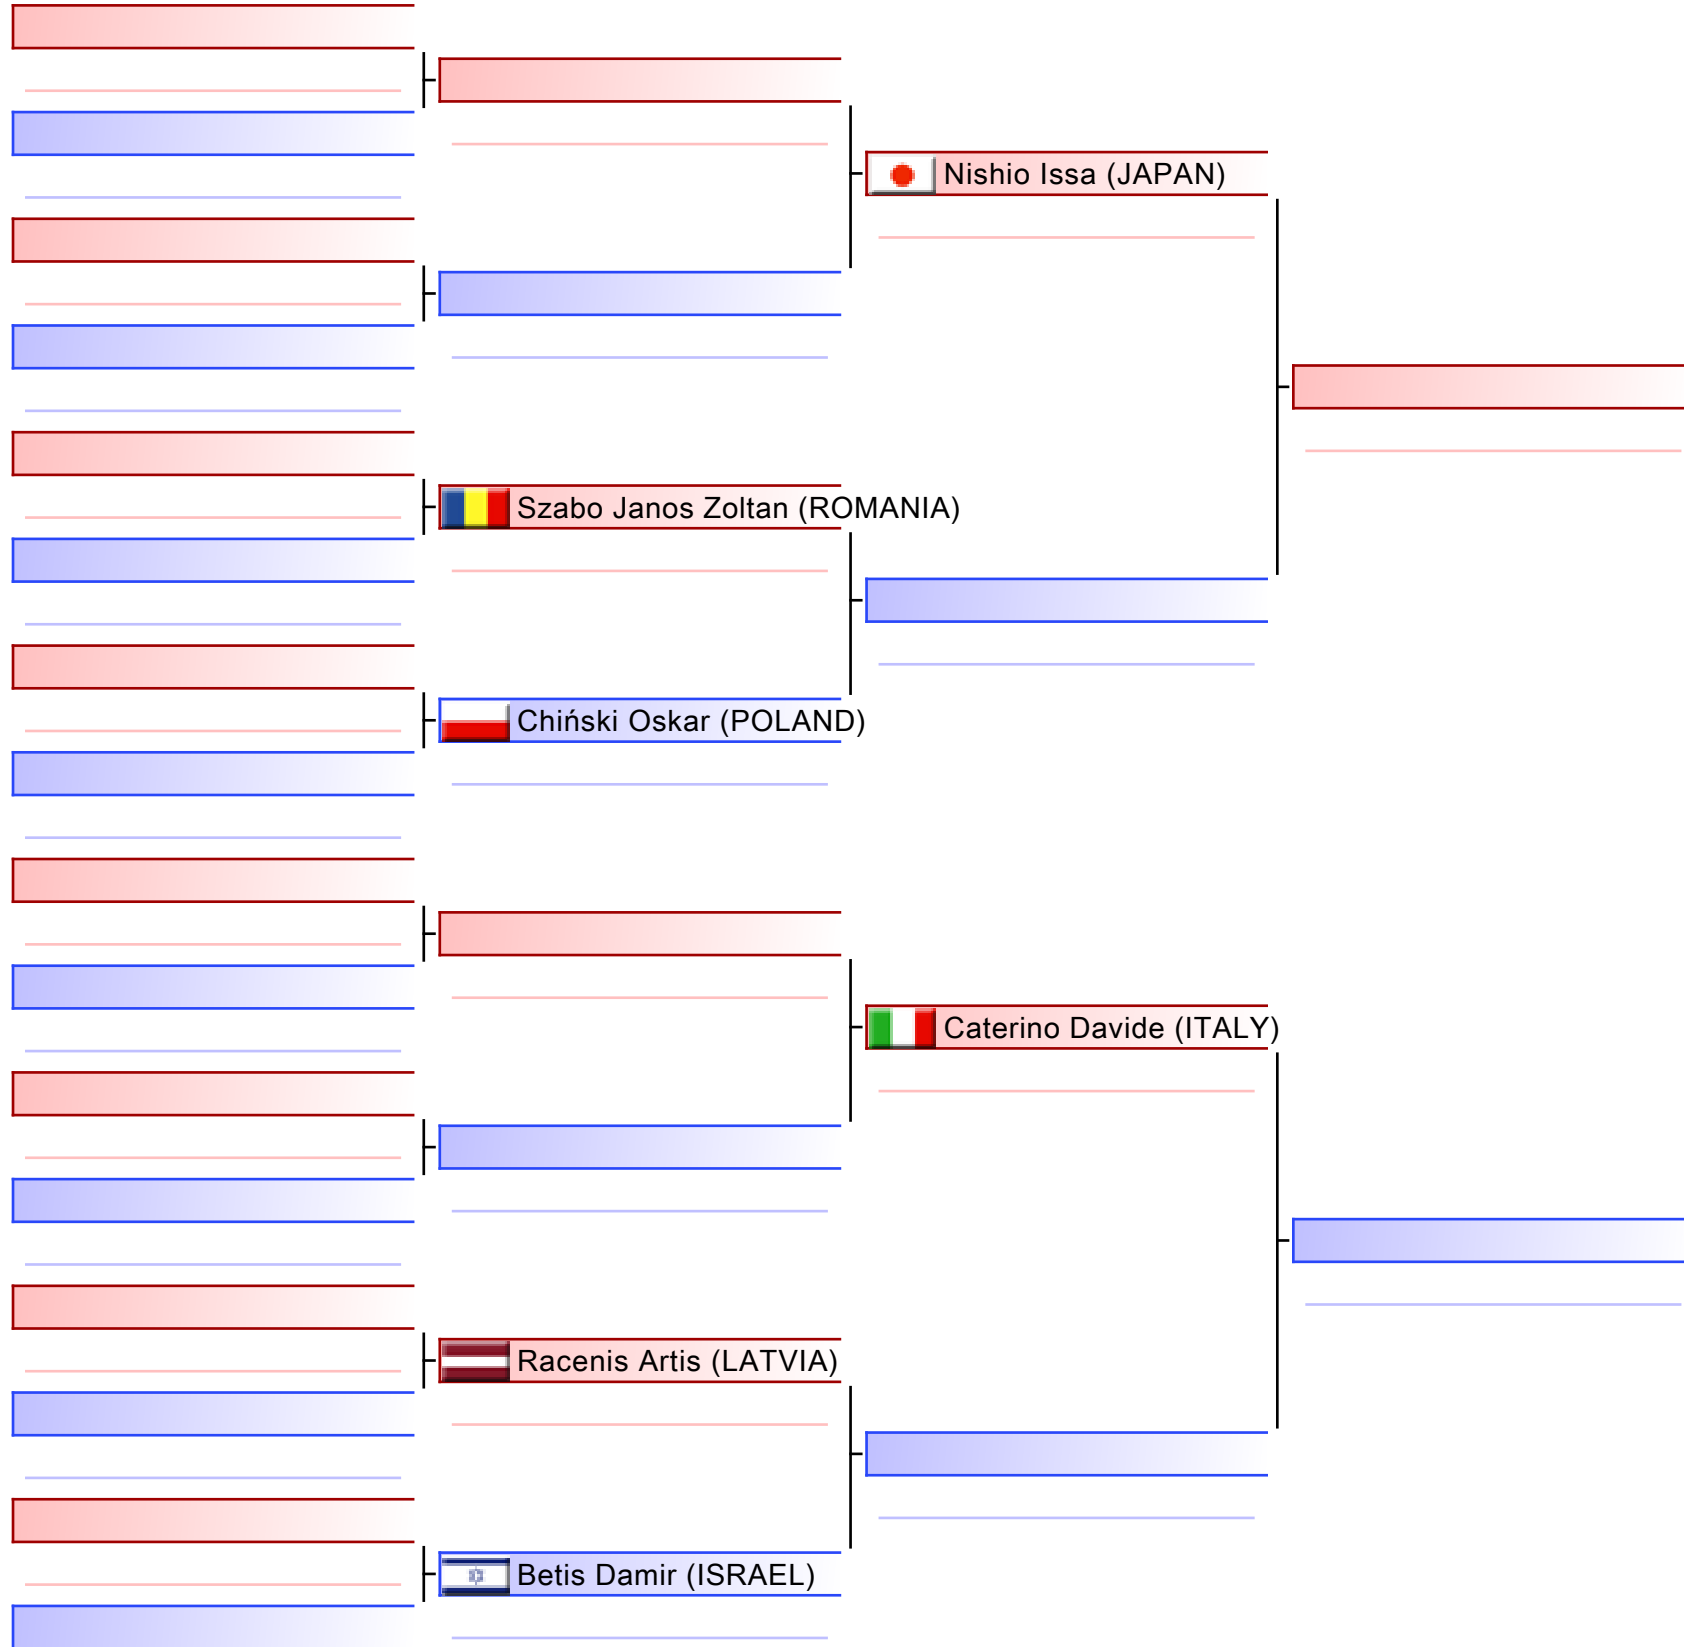 Nishio Issa (JAPAN)
Szabo Janos Zoltan (ROMANIA)
Chiński Oskar (POLAND)
Caterino Davide (ITALY)
Racenis Artis (LATVIA)
Betis Damir (ISRAEL)